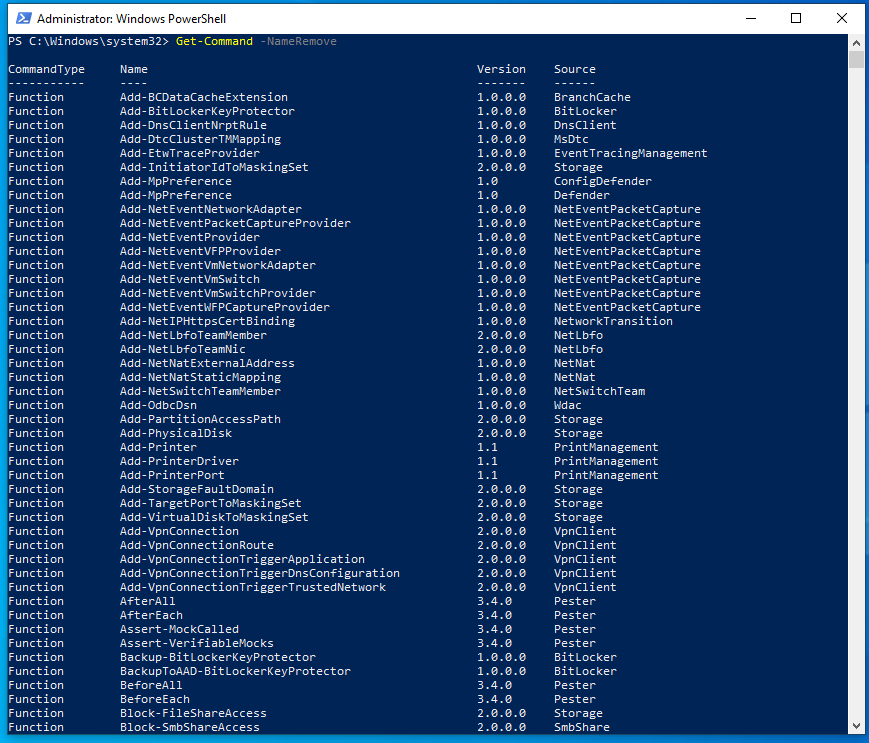 Administrator: Windows PowerShell
PS C:\Windows\system32> Get-Command -NameRemove
CommandType Name Version Source
----------- ---- ------- ------
Function Add-BCDataCacheExtension 1.0.0.0 BranchCache
Function Add-BitLockerKeyProtector 1.0.0.0 BitLocker
Function Add-DnsClientNrptRule 1.0.0.0 DnsClient
Function Add-DtcClusterTMMapping 1.0.0.0 MsDtc
Function Add-EtwTraceProvider 1.0.0.0 EventTracingManagement
Function Add-InitiatorIdToMaskingSet 2.0.0.0 Storage
Function Add-MpPreference 1.0 ConfigDefender
Function Add-MpPreference 1.0 Defender
Function Add-NetEventNetworkAdapter 1.0.0.0 NetEventPacketCapture
Function Add-NetEventPacketCaptureProvider 1.0.0.0 NetEventPacketCapture
Function Add-NetEventProvider 1.0.0.0 NetEventPacketCapture
Function Add-NetEventVFPProvider 1.0.0.0 NetEventPacketCapture
Function Add-NetEventVmNetworkAdapter 1.0.0.0 NetEventPacketCapture
Function Add-NetEventVmSwitch 1.0.0.0 NetEventPacketCapture
Function Add-NetEventVmSwitchProvider 1.0.0.0 NetEventPacketCapture
Function Add-NetEventWFPCaptureProvider 1.0.0.0 NetEventPacketCapture
Function Add-NetIPHttpsCertBinding 1.0.0.0 NetworkTransition
Function Add-NetLbfoTeamMember 2.0.0.0 NetLbfo
Function Add-NetLbfoTeamNic 2.0.0.0 NetLbfo
Function Add-NetNatExternalAddress 1.0.0.0 NetNat
Function Add-NetNatStaticMapping 1.0.0.0 NetNat
Function Add-NetSwitchTeamMember 1.0.0.0 NetSwitchTeam
Function Add-OdbcDsn 1.0.0.0 Wdac
Function Add-PartitionAccessPath 2.0.0.0 Storage
Function Add-PhysicalDisk 2.0.0.0 Storage
Function Add-Printer 1.1 PrintManagement
Function Add-PrinterDriver 1.1 PrintManagement
Function Add-PrinterPort 1.1 PrintManagement
Function Add-StorageFaultDomain 2.0.0.0 Storage
Function Add-TargetPortToMaskingSet 2.0.0.0 Storage
Function Add-VirtualDiskToMaskingSet 2.0.0.0 Storage
Function Add-VpnConnection 2.0.0.0 VpnClient
Function Add-VpnConnectionRoute 2.0.0.0 VpnClient
Function Add-VpnConnectionTriggerApplication 2.0.0.0 VpnClient
Function Add-VpnConnectionTriggerDnsConfiguration 2.0.0.0 VpnClient
Function Add-VpnConnectionTriggerTrustedNetwork 2.0.0.0 VpnClient
Function AfterAll 3.4.0 Pester
Function AfterEach 3.4.0 Pester
Function Assert-MockCalled 3.4.0 Pester
Function Assert-VerifiableMocks 3.4.0 Pester
Function Backup-BitLockerKeyProtector 1.0.0.0 BitLocker
Function BackupToAAD-BitLockerKeyProtector 1.0.0.0 BitLocker
Function BeforeAll 3.4.0 Pester
Function BeforeEach 3.4.0 Pester
Function Block-FileShareAccess 2.0.0.0 Storage
Function Block-SmbShareAccess 2.0.0.0 SmbShare